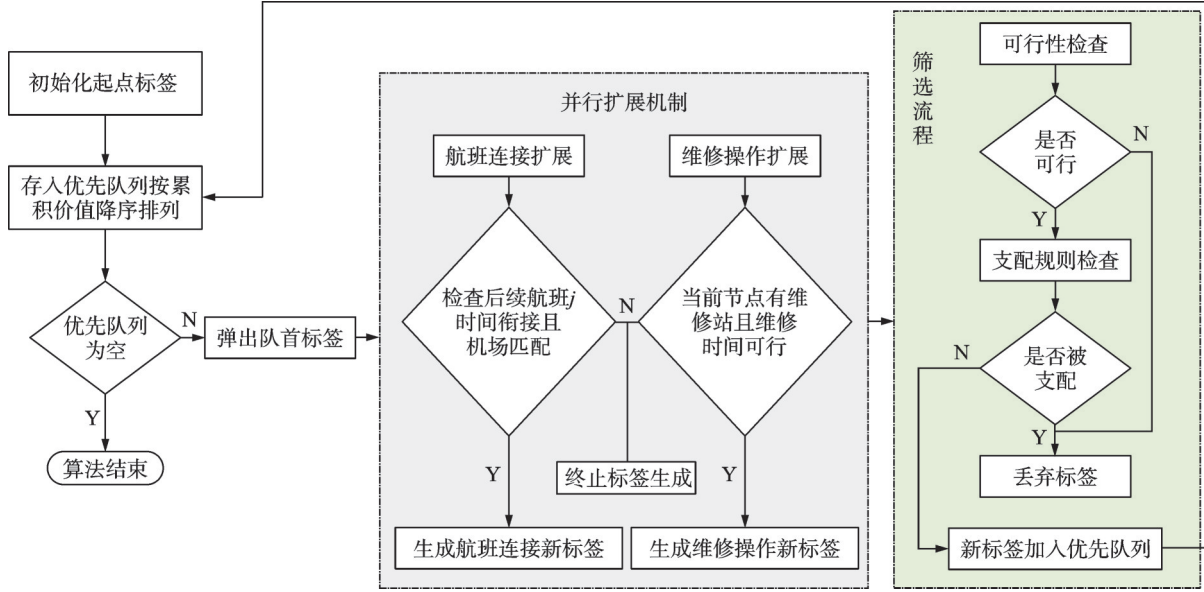 初始化起点标签
存入优先队列按累
积价值降序排列
优先队列
为空
N
Y
算法结束
弹出队首标签
并行扩展机制
航班连接扩展
检查后续航班j
时间衔接且
机场匹配
N
Y
生成航班连接新标签
终止标签生成
维修操作扩展
当前节点有维
修站且维修
时间可行
Y
生成维修操作新标签
筛选流程
可行性检查
是否
可行
N
Y
支配规则检查
是否被
支配
N
Y
丢弃标签
新标签加入优先队列